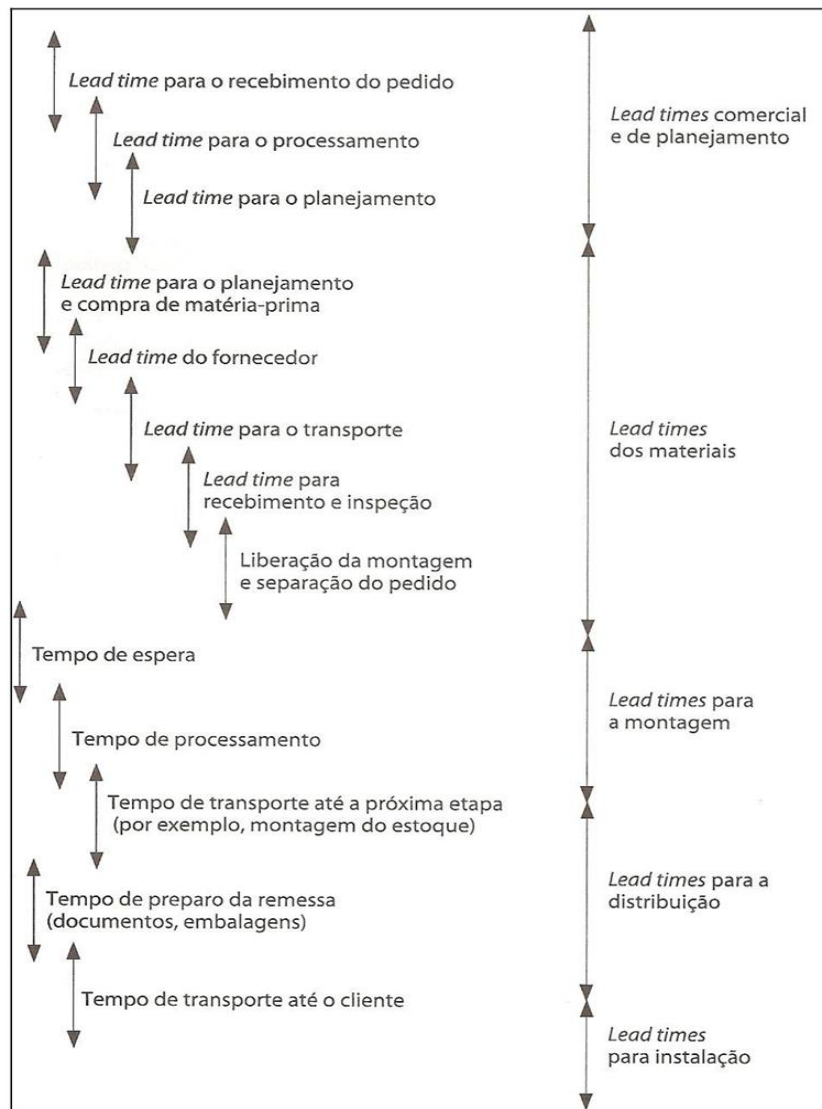 Lead time para o recebimento do pedido
Lead time para o processamento
Lead time para o planejamento
Lead times comercial
e de planejamento
Lead time para o planejamento
e compra de matéria-prima
Lead time do fornecedor
Lead time para o transporte
Lead time para
recebimento e inspeção
Liberação da montagem
e separação do pedido
Lead times
dos materiais
Tempo de espera
Tempo de processamento
Tempo de transporte até a próxima etapa
(por exemplo, montagem do estoque)
Lead times para
a montagem
Tempo de preparo da remessa
(documentos, embalagens)
Tempo de transporte até o cliente
Lead times para a
distribuição
Lead times
para instalação